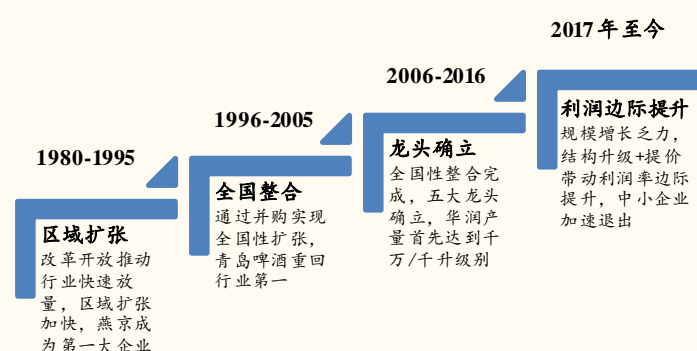 1980-1995
区域扩张
改革开放推动
行业快速放
量，区域扩张
加快，燕京成
为第一大企业
1996-2005
全国整合
通过并购实现
全国性扩张，
青岛啤酒重回
行业第一
2006-2016
龙头确立
全国性整合完
成，五大龙头
确立，华润产
量首先达到千
万/千升级别
2017年至今
利润边际提升
规模增长乏力，
结构升级+提价
带动利润率边际
提升，中小企业
加速退出